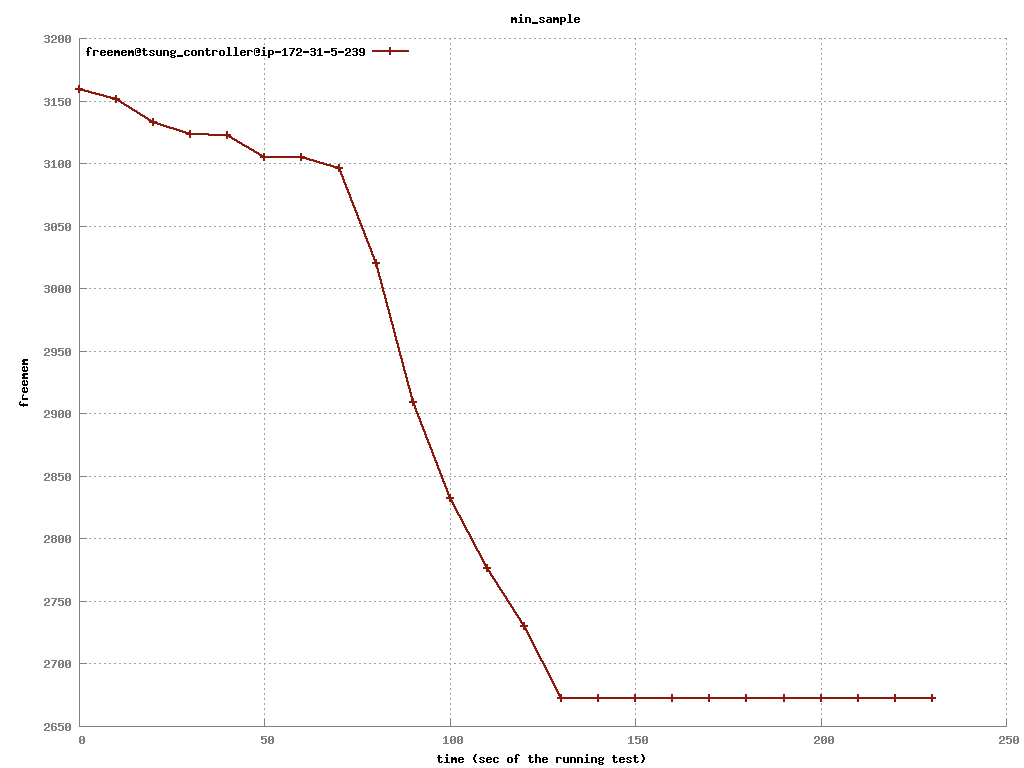 min_sample
freemem@tsung_controller@ip-172-31-5-239
3200
3150
3100
3050
3000
2950
2900
2850
2800
2750
2700
2650
freemem
0 50 100 150 200 250
time (sec of the running test)